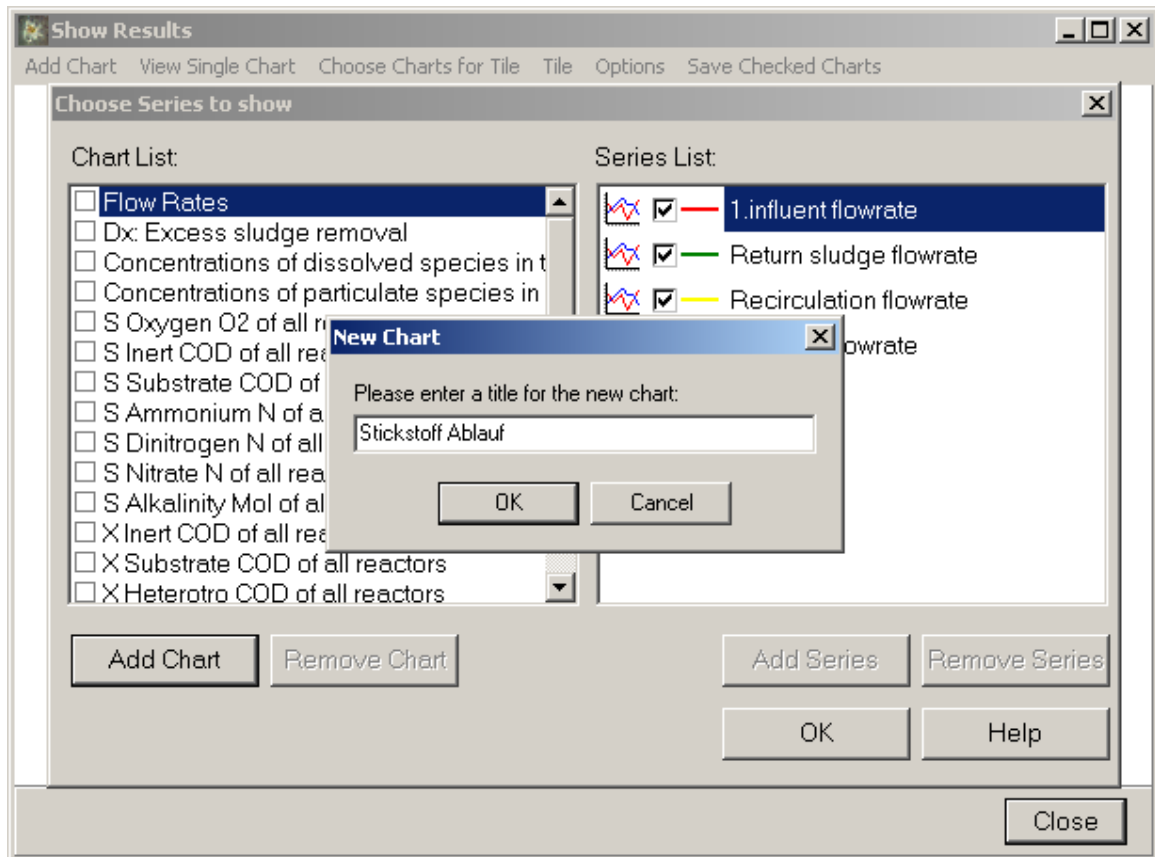 Show Results
Add Chart View Single Chart Choose Charts for Tile Tile Options Save Checked Charts
Choose Series to show
Chart List:
Flow Rates
Dx: Excess sludge removal
Concentrations of dissolved species in t
Concentrations of particulate species in
S Oxygen O2 of all r
S Inert COD of all rea
S Substrate COD of
S Ammonium N of a
S Dinitrogen N of all
S Nitrate N of all rea
S Alkalinity Mol of al
X Inert COD of all rea
X Substrate COD of all reactors
X Heterotro COD of all reactors
Series List:
1.influent flowrate
Return sludge flowrate
Recirculation flowrate
owrate
New Chart
Please enter a title for the new chart:
Stickstoff Ablauf
OK Cancel
Add Chart Remove Chart Add Series Remove Series
OK Help
Close